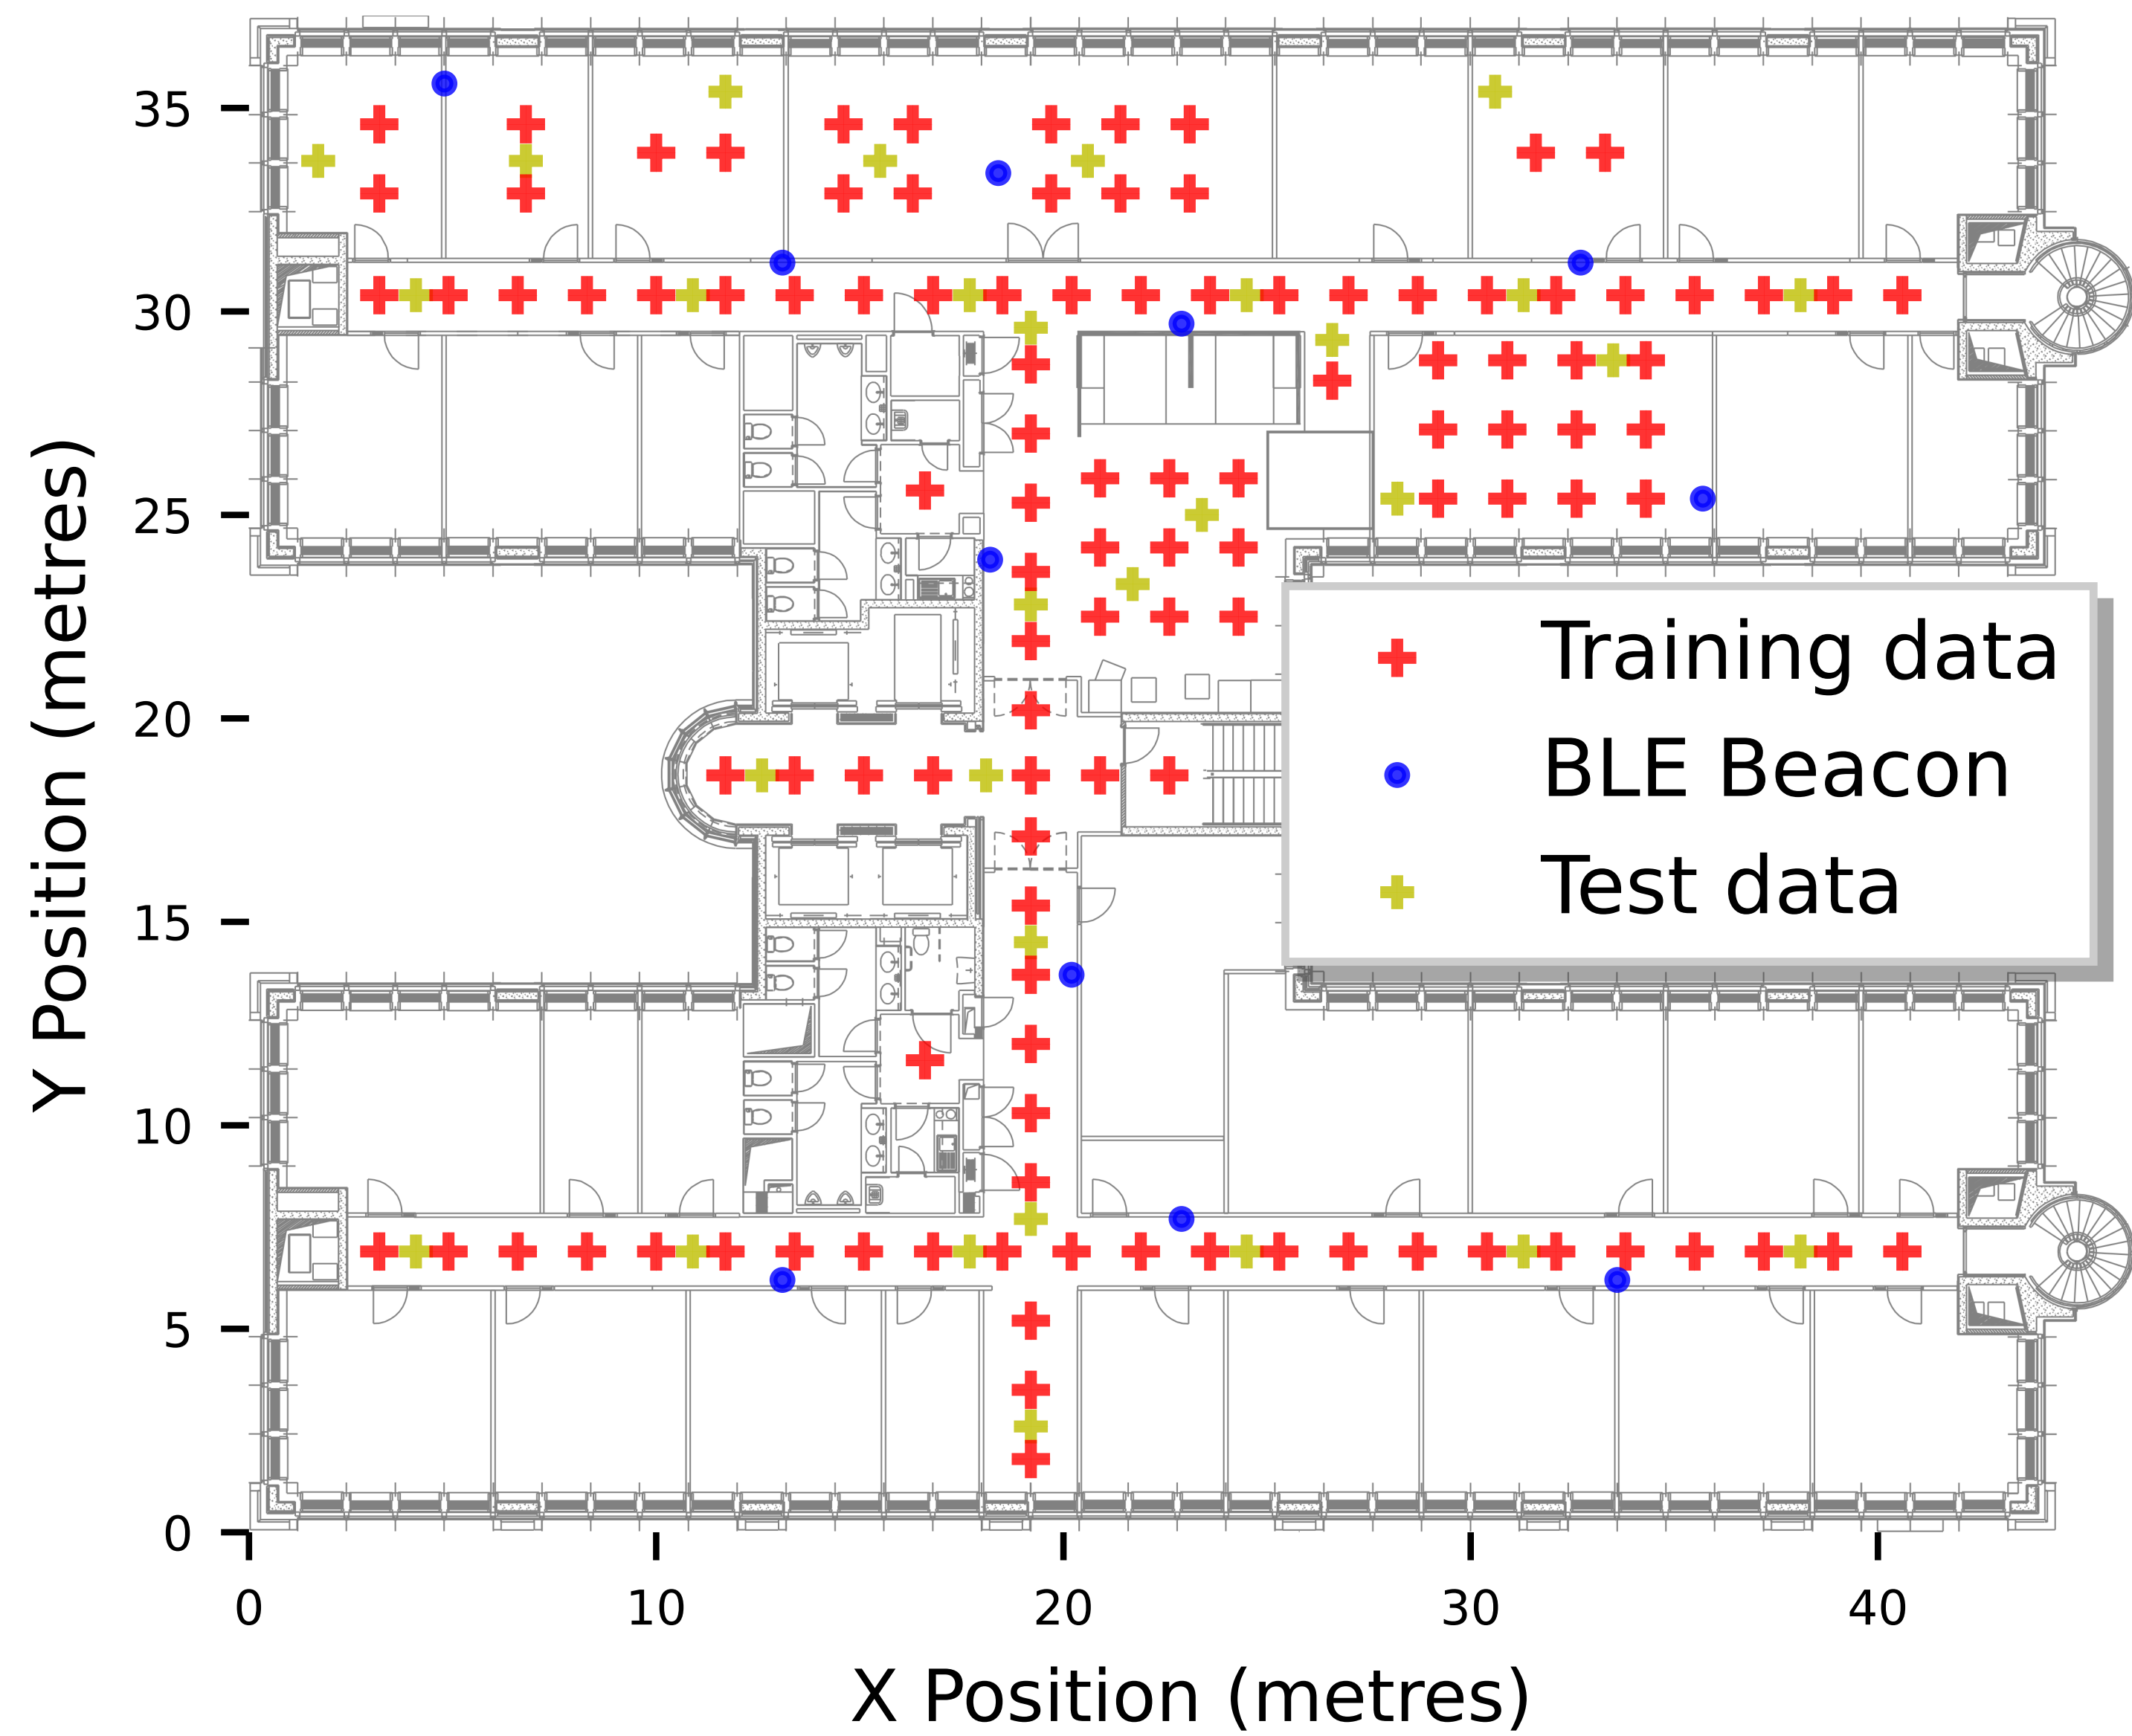 35
30
25
20
15
10
5
0
Y Position (metres)
Training data
BLE Beacon
Test data
0 10 20 30 40
X Position (metres)